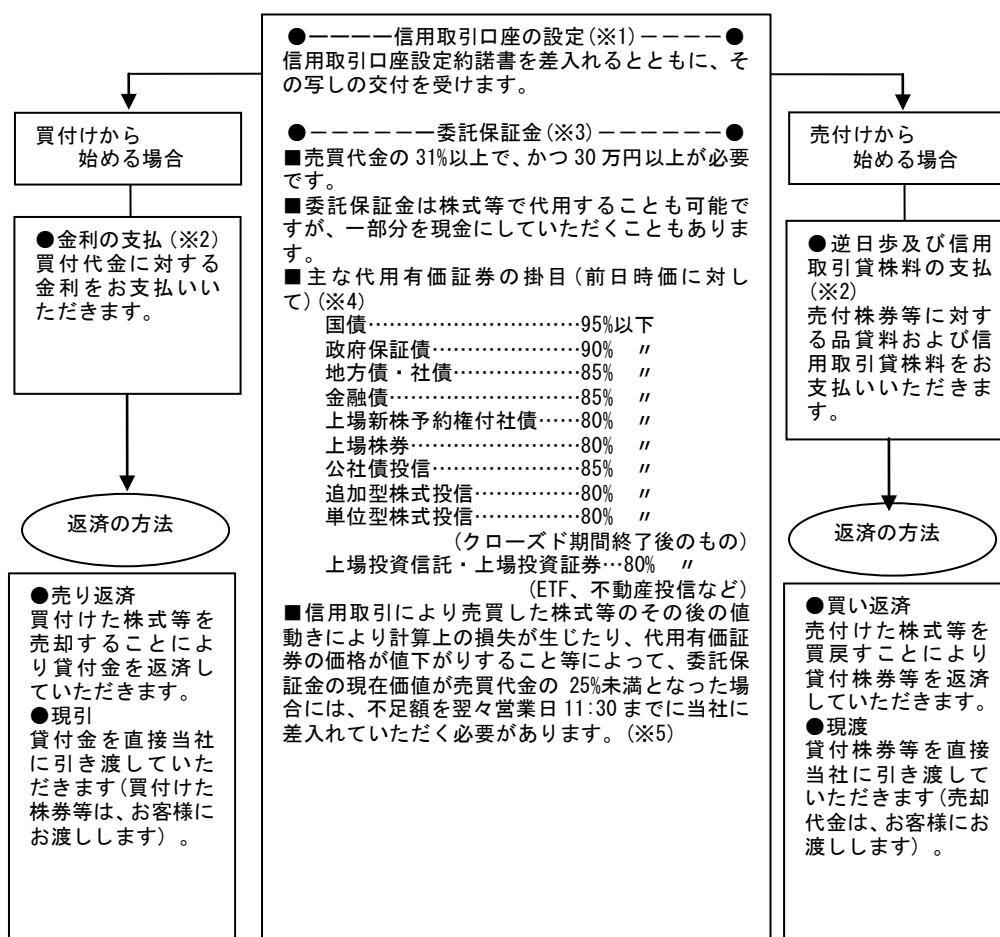 ●－－－－信用取引口座の設定(※1)－－－－●
信用取引口座設定約諾書を差入れるとともに、そ
の写しの交付を受けます。
●－－－－－－委託保証金(※3)－－－－－－●
■売買代金の 31%以上で、かつ 30 万円以上が必要
です。
■委託保証金は株式等で代用することも可能で
すが、一部分を現金にしていただくこともありま
す。
■主な代用有価証券の掛目(前日時価に対し
て)(※4)
国債…………………………95%以下
政府保証債…………………90% 〃
地方債・社債………………85% 〃
金融債………………………85% 〃
上場新株予約権付社債……80% 〃
上場株券……………………80% 〃
公社債投信…………………85% 〃
追加型株式投信……………80% 〃
単位型株式投信……………80% 〃
(クローズド期間終了後のもの)
上場投資信託・上場投資証券…80% 〃
(ETF、不動産投信など)
■信用取引により売買した株式等のその後の値
動きにより計算上の損失が生じたり、代用有価証
券の価格が値下がりすること等によって、委託保
証金の現在価値が売買代金の 25%未満となった場
合には、不足額を翌々営業日 11:30 までに当社に
差入れていただく必要があります。(※5)
買付けから
始める場合
●金利の支払(※2)
買付代金に対する
金利をお支払いい
ただきます。
返済の方法
●売り返済
買付けた株式等を
売却することによ
り貸付金を返済し
ていただきます。
●現引
貸付金を直接当社
に引き渡していた
だきます(買付けた
株券等は、お客様に
お渡しします) 。
売付けから
始める場合
●逆日歩及び信用
取引貸株料の支払
(※2)
売付株券等に対す
る品貸料および信
用取引貸株料をお
支払いいただきま
す。
返済の方法
●買い返済
売付けた株式等を
買戻すことにより
貸付株券等を返済
していただきます。
●現渡
貸付株券等を直接
当社に引き渡して
いただきます(売却
代金は、お客様にお
渡しします) 。